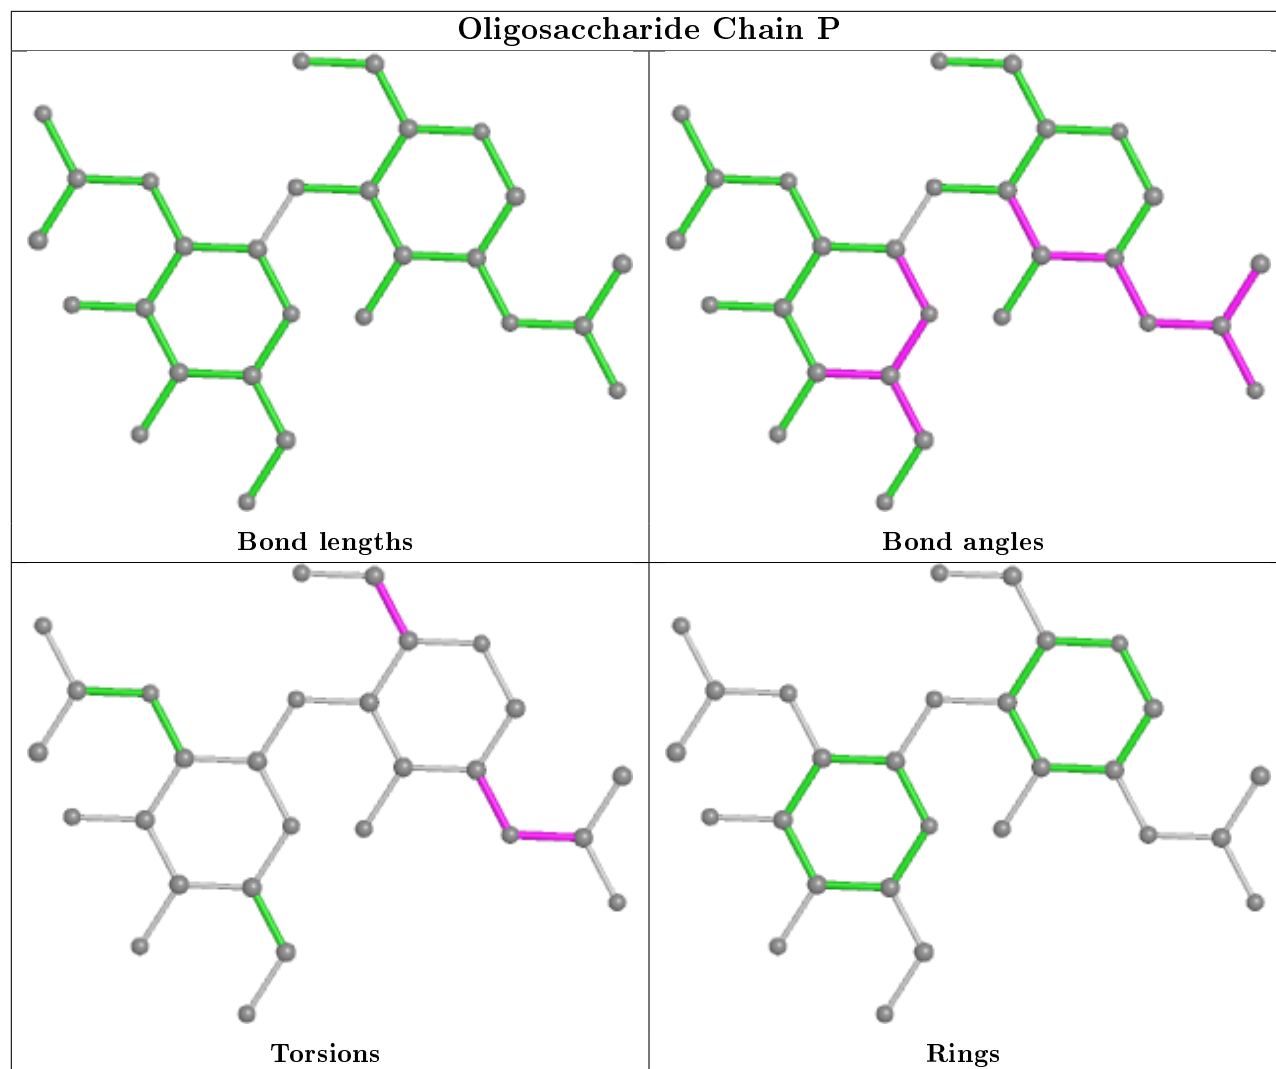 Oligosaccharide Chain P
Bond lengths
Bond angles
Torsions
Rings